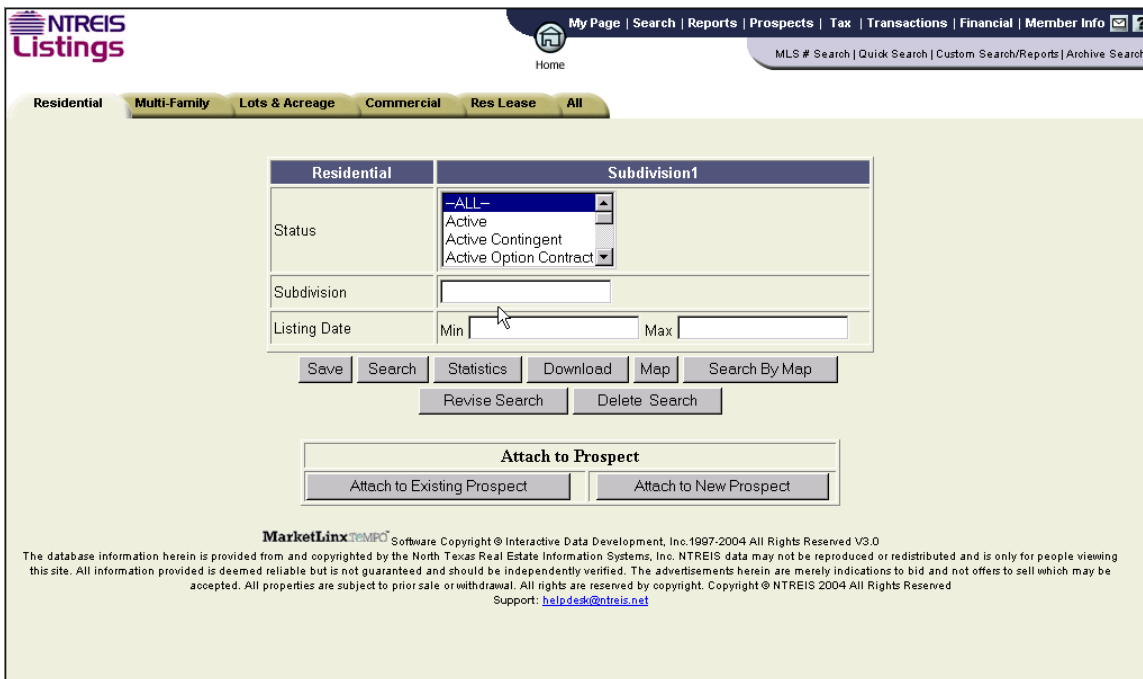 NTREIS
Listings
Home
My Page | Search | Reports | Prospects | Tax | Transactions | Financial | Member Info
MLS # Search | Quick Search | Custom Search/Reports | Archive Search
Residential Multi-Family Lots & Acreage Commercial Res Lease All
Residential Subdivision1
Status
--ALL--
Active
Active Contingent
Active Option Contract
Subdivision
Listing Date Min Max
Save Search Statistics Download Map Search By Map
Revise Search Delete Search
Attach to Prospect
Attach to Existing Prospect Attach to New Prospect
MarketLinx TEMPO Software Copyright © Interactive Data Development, Inc.1997-2004 All Rights Reserved V3.0
The database information herein is provided from and copyrighted by the North Texas Real Estate Information Systems, Inc. NTREIS data may not be reproduced or redistributed and is only for people viewing
this site. All information provided is deemed reliable but is not guaranteed and should be independently verified. The advertisements herein are merely indications to bid and not offers to sell which may be
accepted. All properties are subject to prior sale or withdrawal. All rights are reserved by copyright. Copyright © NTREIS 2004 All Rights Reserved
Support: helpdesk@ntreis.net